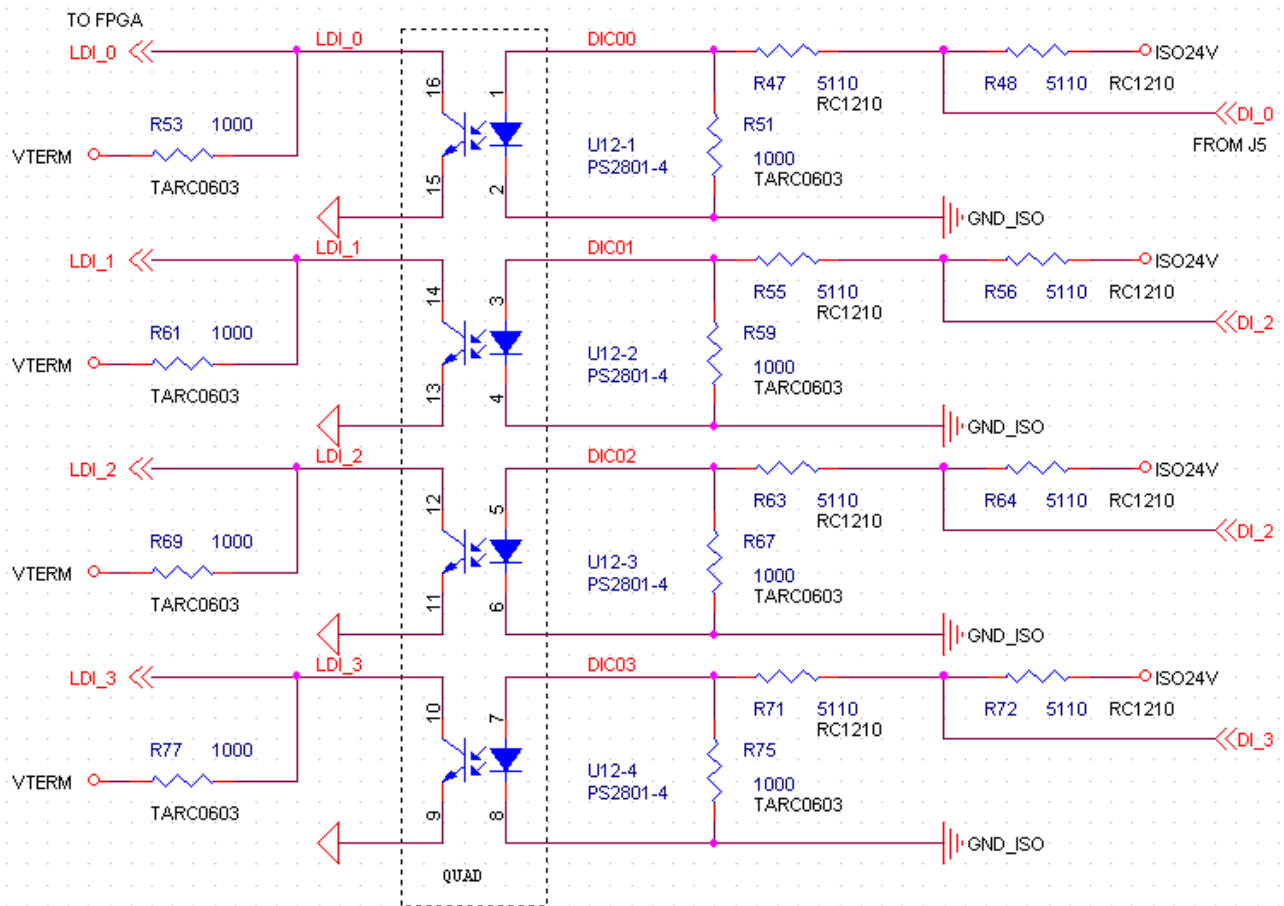 TO FPGA
LDI_0
LDI_0
DIC00
ISO24V
R47 5110
RC1210
R48 5110 RC1210
16
1
R53 1000
R51
DI_0
U12-1
PS2801-4
FROM J5
VTERM
1000
TARC0603
TARC0603
15
2
GND_ISO
LDI_1
LDI_1
DIC01
ISO24V
R55 5110
RC1210
R56 5110 RC1210
14
3
R61 1000
R59
DI_2
U12-2
PS2801-4
VTERM
1000
TARC0603
TARC0603
13
4
GND_ISO
LDI_2
LDI_2
DIC02
ISO24V
R63 5110
RC1210
R64 5110 RC1210
12
5
R69 1000
R67
DI_2
U12-3
PS2801-4
VTERM
1000
TARC0603
TARC0603
11
6
GND_ISO
LDI_3
LDI_3
DIC03
ISO24V
R71 5110
RC1210
R72 5110 RC1210
10
7
R77 1000
R75
DI_3
U12-4
PS2801-4
VTERM
1000
TARC0603
TARC0603
9
8
GND_ISO
QUAD